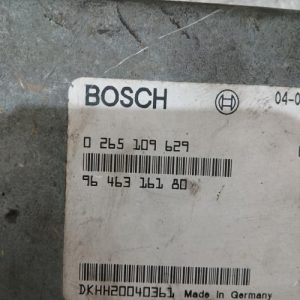 BOSCH 04-0
0 265 109 629
96 463 161 80
DKHH20040361 Made in Germany